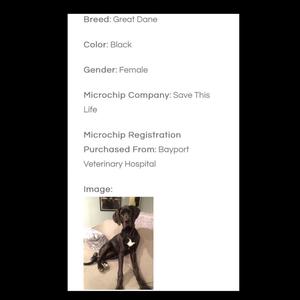 Breed: Great Dane
Color: Black
Gender: Female
Microchip Company: Save This
Life
Microchip Registration
Purchased From: Bayport
Veterinary Hospital
Image: